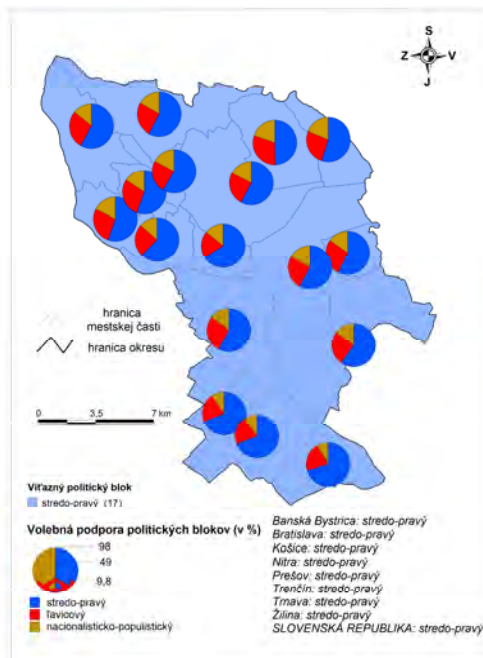 S
Z V
J
hranica
mestskej časti
hranica okresu
0 3,5 7 km
Víťazný politický blok
stredo-pravý (17)
Volebná podpora politických blokov (v %)
98
49
9,8
stredo-pravý
ľavicový
nacionalisticko-populistický
Banská Bystrica: stredo-pravý
Bratislava: stredo-pravý
Košice: stredo-pravý
Nitra: stredo-pravý
Prešov: stredo-pravý
Trenčín: stredo-pravý
Trnava: stredo-pravý
Žilina: stredo-pravý
SLOVENSKÁ REPUBLIKA: stredo-pravý